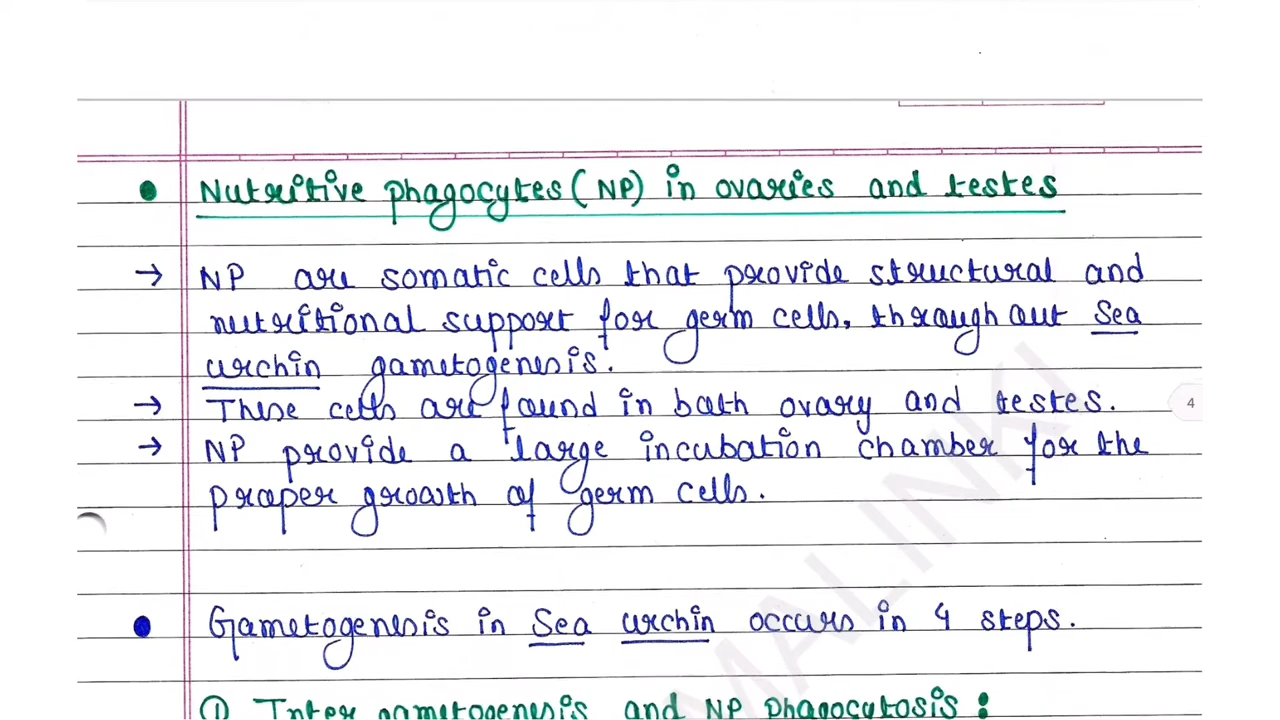 • Nutritive phagocytes (NP) in ovaries and testes
→ NP are somatic cells that provide structural and
nutritional support for germ cells, throughout Sea
urchin gametogenesis.
→ These cells are found in both ovary and testes.
→ NP provide a large incubation chamber for the
proper growth of germ cells.
4
• Gametogenesis in Sea urchin occurs in 4 steps.
① Inter gametogenesis and NP phagocytosis :
MALINKI